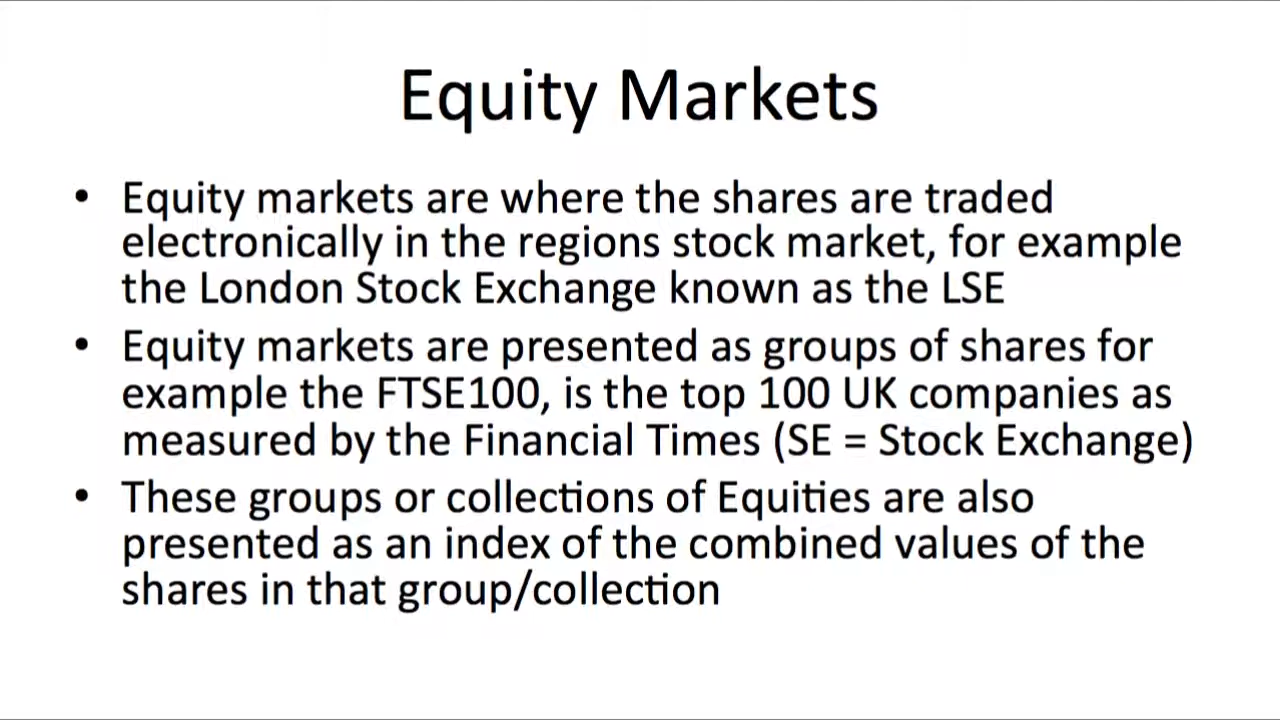 Equity Markets
• Equity markets are where the shares are traded
electronically in the regions stock market, for example
the London Stock Exchange known as the LSE
• Equity markets are presented as groups of shares for
example the FTSE100, is the top 100 UK companies as
measured by the Financial Times (SE = Stock Exchange)
• These groups or collections of Equities are also
presented as an index of the combined values of the
shares in that group/collection